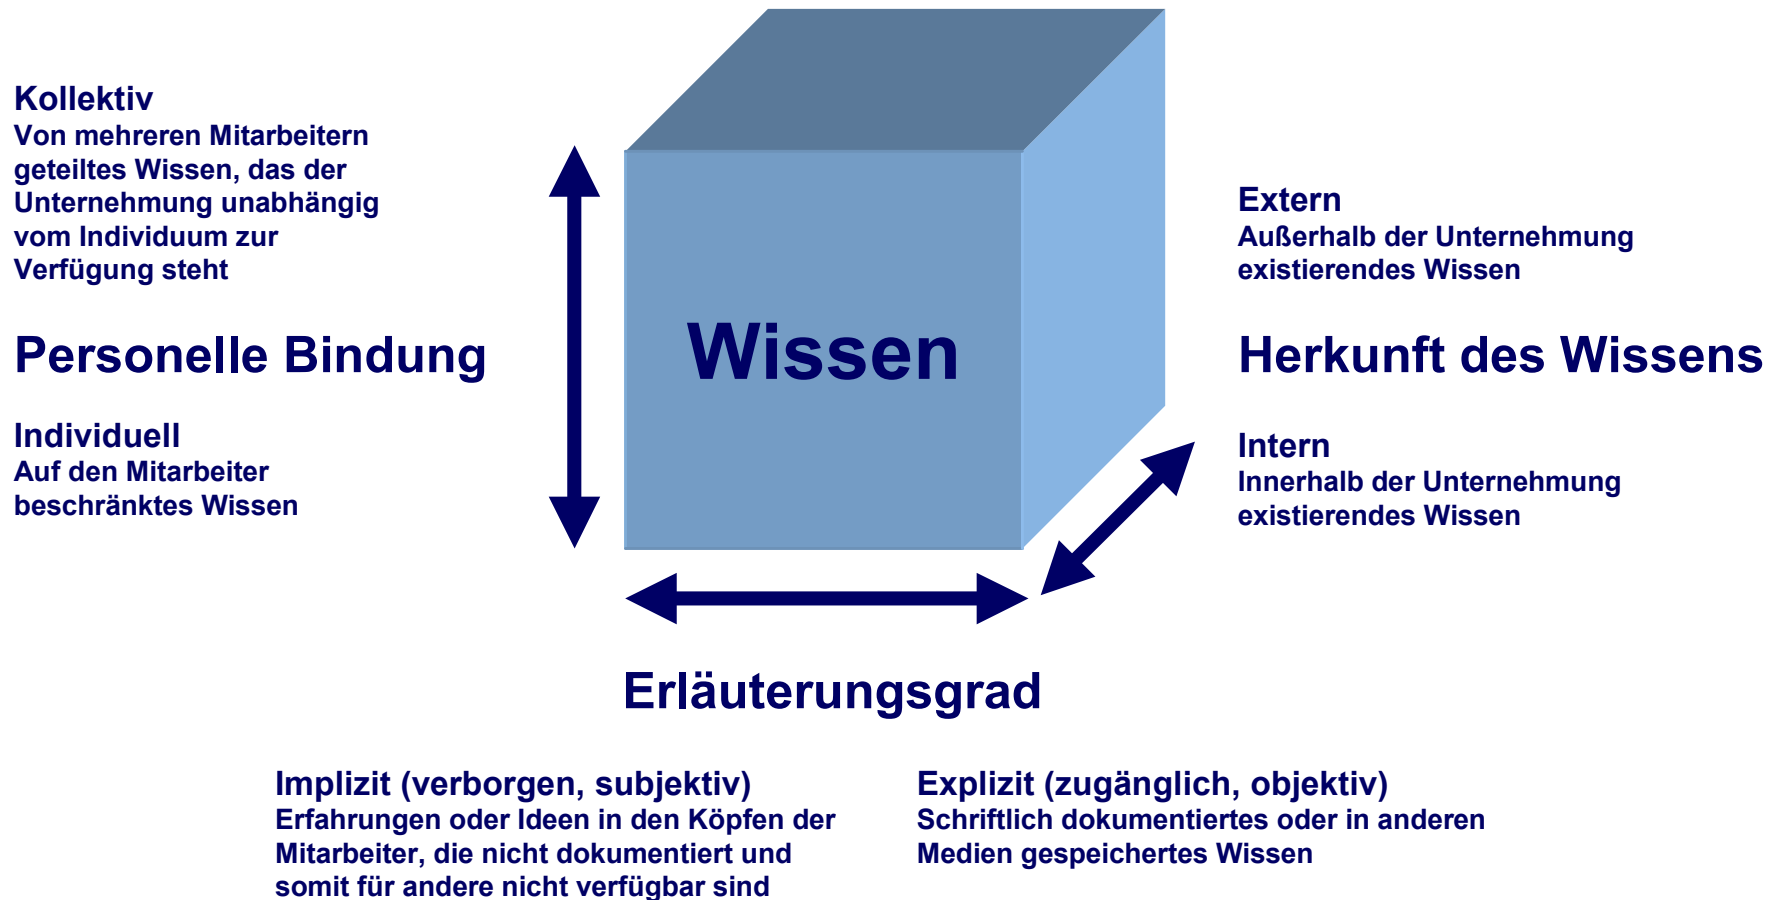 Kollektiv
Von mehreren Mitarbeitern
geteiltes Wissen, das der
Unternehmung unabhängig
vom Individuum zur
Verfügung steht
Personelle Bindung
Individuell
Auf den Mitarbeiter
beschränktes Wissen
Wissen
Extern
Außerhalb der Unternehmung
existierendes Wissen
Herkunft des Wissens
Intern
Innerhalb der Unternehmung
existierendes Wissen
Erläuterungsgrad
Implizit (verborgen, subjektiv)
Erfahrungen oder Ideen in den Köpfen der
Mitarbeiter, die nicht dokumentiert und
somit für andere nicht verfügbar sind
Explizit (zugänglich, objektiv)
Schriftlich dokumentiertes oder in anderen
Medien gespeichertes Wissen